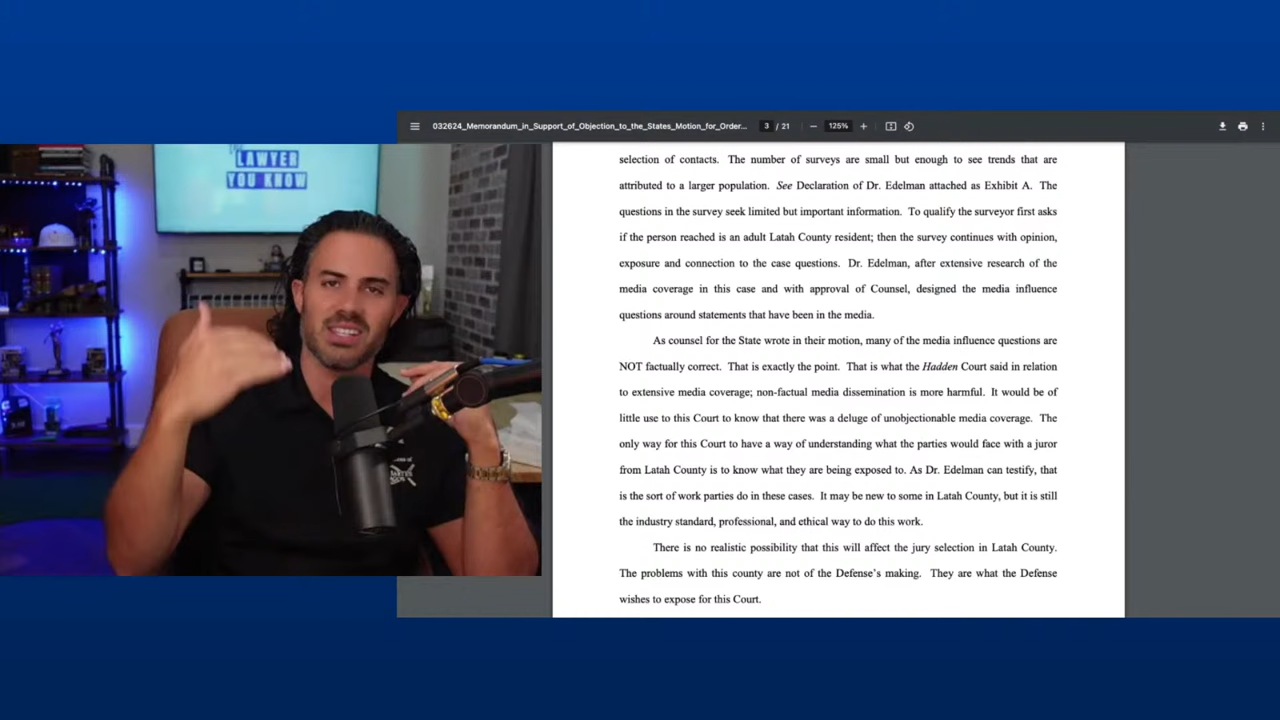 032624_Memorandum_in_Support_of_Objection_to_the_States_Motion_for_Order...
3 / 21
125%
LAWYER
YOU KNOW
selection of contacts. The number of surveys are small but enough to see trends that are
attributed to a larger population. See Declaration of Dr. Edelman attached as Exhibit A. The
questions in the survey seek limited but important information. To qualify the surveyor first asks
if the person reached is an adult Latah County resident; then the survey continues with opinion,
exposure and connection to the case questions. Dr. Edelman, after extensive research of the
media coverage in this case and with approval of Counsel, designed the media influence
questions around statements that have been in the media.
As counsel for the State wrote in their motion, many of the media influence questions are
NOT factually correct. That is exactly the point. That is what the Hadden Court said in relation
to extensive media coverage; non-factual media dissemination is more harmful. It would be of
little use to this Court to know that there was a deluge of unobjectionable media coverage. The
only way for this Court to have a way of understanding what the parties would face with a juror
from Latah County is to know what they are being exposed to. As Dr. Edelman can testify, that
is the sort of work parties do in these cases. It may be new to some in Latah County, but it is still
the industry standard, professional, and ethical way to do this work.
There is no realistic possibility that this will affect the jury selection in Latah County.
The problems with this county are not of the Defense's making. They are what the Defense
wishes to expose for this Court.